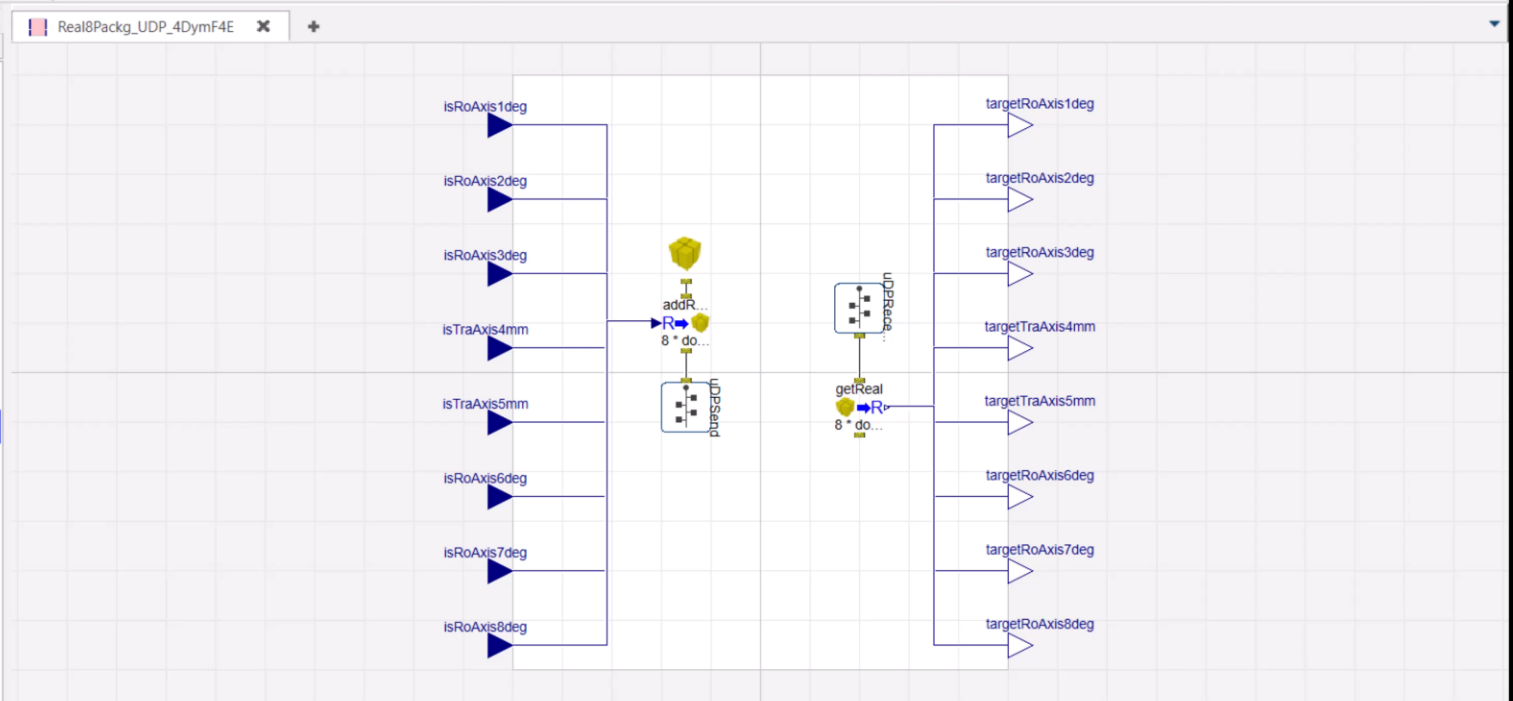 Real8Packg_UDP_4DymF4E
isRoAxis1deg
isRoAxis2deg
isRoAxis3deg
isTraAxis4mm
isTraAxis5mm
isRoAxis6deg
isRoAxis7deg
isRoAxis8deg
addR...
R
8 * do...
uDPSend
uDPRece...
getReal
R
8 * do...
targetRoAxis1deg
targetRoAxis2deg
targetRoAxis3deg
targetTraAxis4mm
targetTraAxis5mm
targetRoAxis6deg
targetRoAxis7deg
targetRoAxis8deg